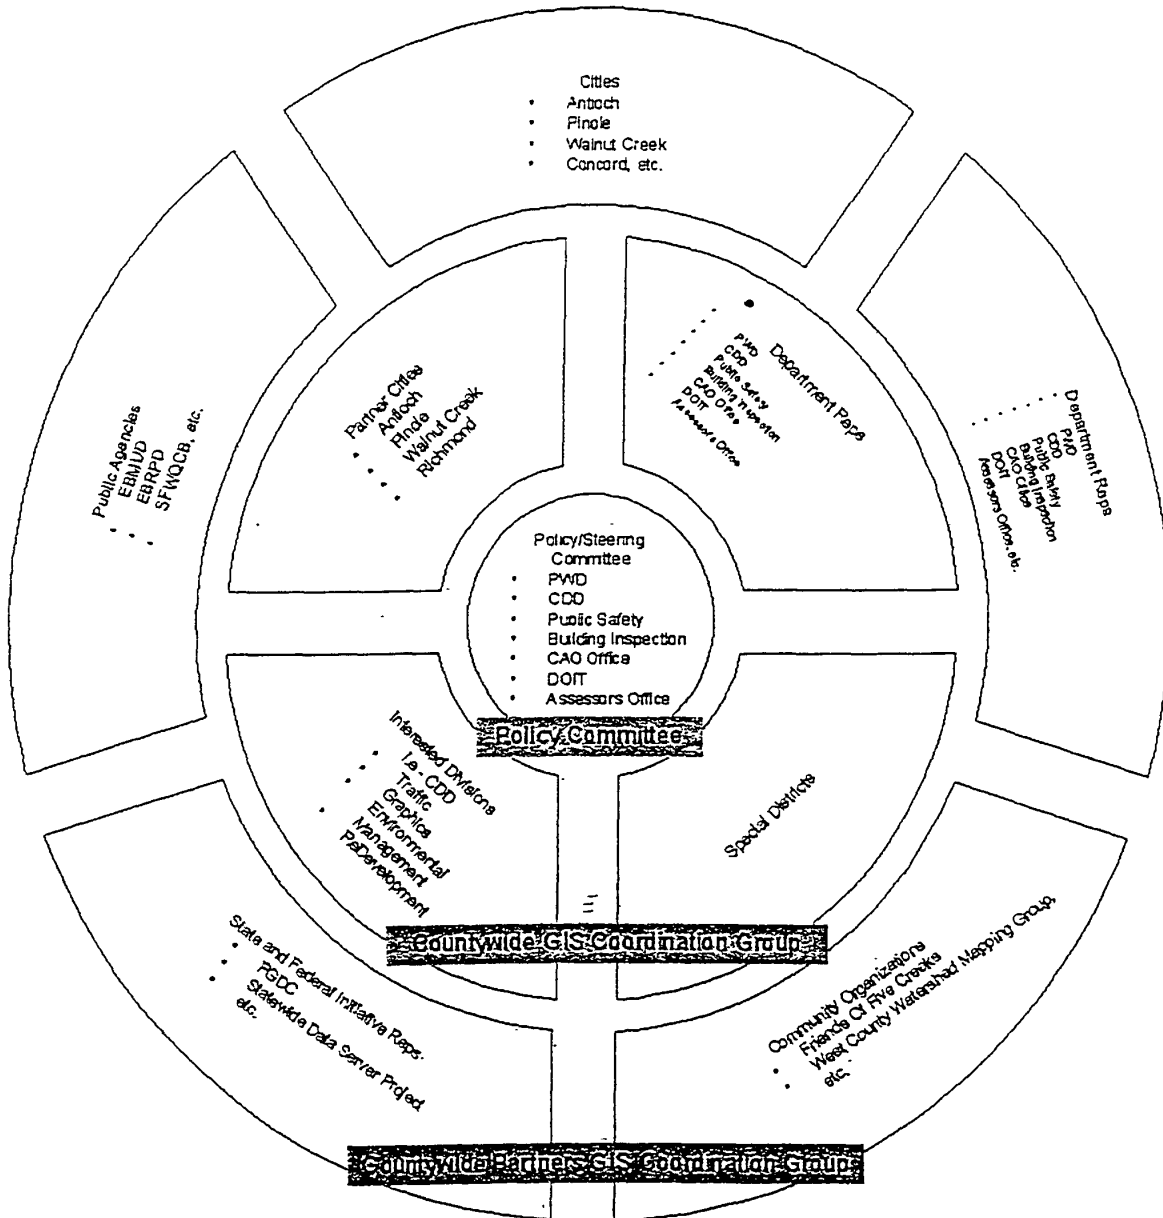 Cities
• Antioch
• Pinole
• Walnut Creek
• Concord, etc.
Public Agencies
• EBMUD
• EBRPD
• SFWQCB, etc.
Partner Cities
• Antioch
• Pinole
• Walnut Creek
• Richmond
Department Reps
• PWD
• CDD
• Public Safety
• Building Inspection
• CAO Office
• DOIT
• Assessors Office
Department Reps
• PWD
• CDD
• Public Safety
• Building Inspection
• CAO Office
• DOIT
• Assessors Office, etc.
Policy/Steering
Committee
• PWD
• CDD
• Public Safety
• Building Inspection
• CAO Office
• DOIT
• Assessors Office
Policy Committee
Interested Divisions
• i.e - CDD
• Traffic
• Graphics
• Environmental
Management
• ReDevelopment
Special Districts
Countywide GIS Coordination Group
State and Federal Initiative Reps.
• FGDC
• Statewide Data Server Project
• etc.
Community Organizations
• Friends Of Five Creeks
• West County Watershed Mapping Group,
etc.
Countywide Partners GIS Coordination Group